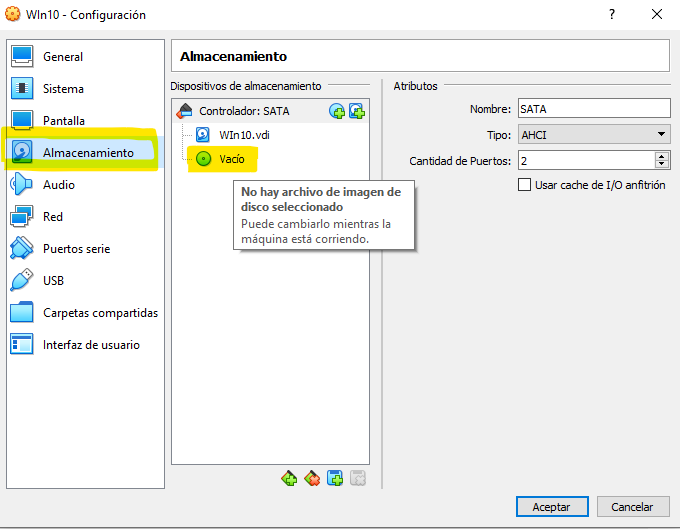 WIn10 - Configuración
General
Sistema
Pantalla
Almacenamiento
Audio
Red
Puertos serie
USB
Carpetas compartidas
Interfaz de usuario
Almacenamiento
Dispositivos de almacenamiento
Controlador: SATA
WIn10.vdi
Vacío
No hay archivo de imagen de
disco seleccionado
Puede cambiarlo mientras la
máquina está corriendo.
Atributos
Nombre: SATA
Tipo: AHCI
Cantidad de Puertos: 2
Usar cache de I/O anfitrión
Aceptar
Cancelar